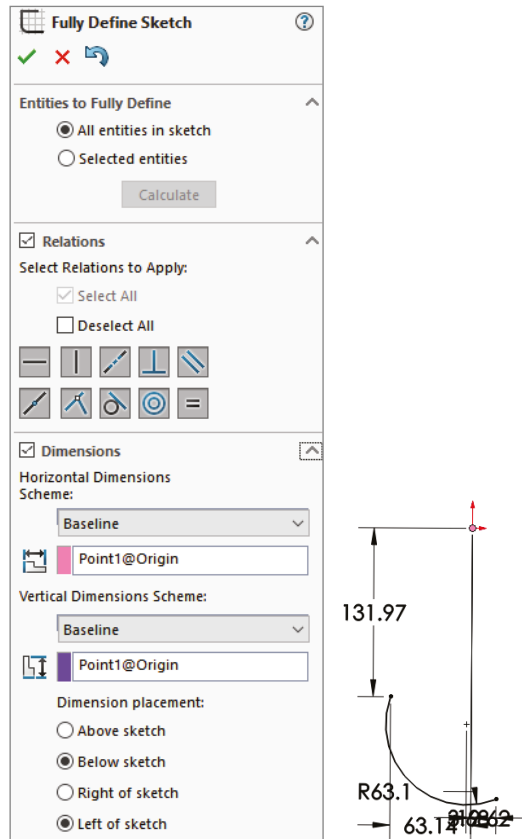 Fully Define Sketch
Entities to Fully Define
All entities in sketch
Selected entities
Calculate
Relations
Select Relations to Apply:
Select All
Deselect All
Dimensions
Horizontal Dimensions
Scheme:
Baseline
Point1@Origin
Vertical Dimensions Scheme:
Baseline
Point1@Origin
Dimension placement:
Above sketch
Below sketch
Right of sketch
Left of sketch
131.97
R63.1